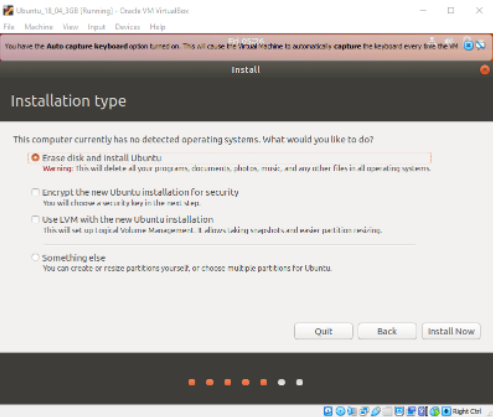 Ubuntu_18_04_3GB [Running] - Oracle VM VirtualBox
File Machine View Input Devices Help
Fri 05:26
You have the Auto capture keyboard option turned on. This will cause the Virtual Machine to automatically capture the keyboard every time the VM
Install
Installation type
This computer currently has no detected operating systems. What would you like to do?
Erase disk and install Ubuntu
Warning: This will delete all your programs, documents, photos, music, and any other files in all operating systems.
Encrypt the new Ubuntu installation for security
You will choose a security key in the next step.
Use LVM with the new Ubuntu installation
This will set up Logical Volume Management. It allows taking snapshots and easier partition resizing.
Something else
You can create or resize partitions yourself, or choose multiple partitions for Ubuntu.
Quit Back Install Now
Right Ctrl